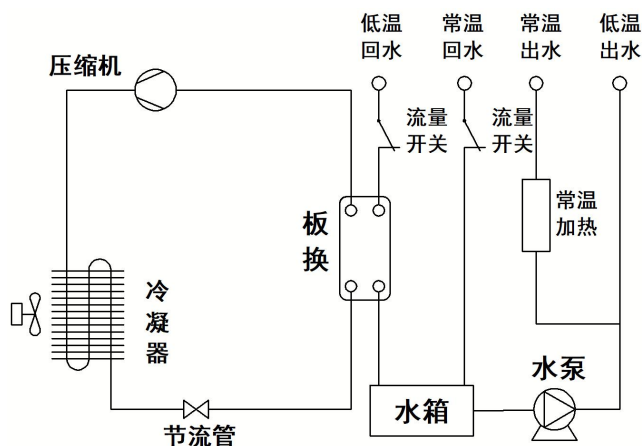 低温
回水
常温
回水
常温
出水
低温
出水
压缩机
流量
开关
流量
开关
常温
加热
板
换
冷
凝
器
水箱
水泵
节流管